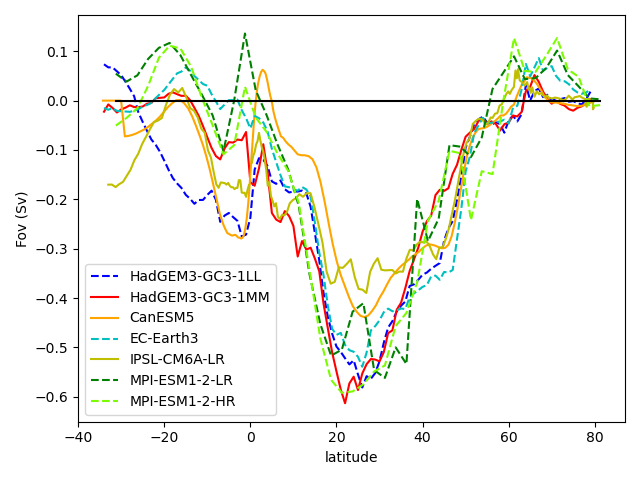 0.1
0.0
−0.1
−0.2
−0.3
−0.4
−0.5
−0.6
Fov (Sv)
HadGEM3-GC3-1LL
HadGEM3-GC3-1MM
CanESM5
EC-Earth3
IPSL-CM6A-LR
MPI-ESM1-2-LR
MPI-ESM1-2-HR
−40 −20 0 20 40 60 80
latitude